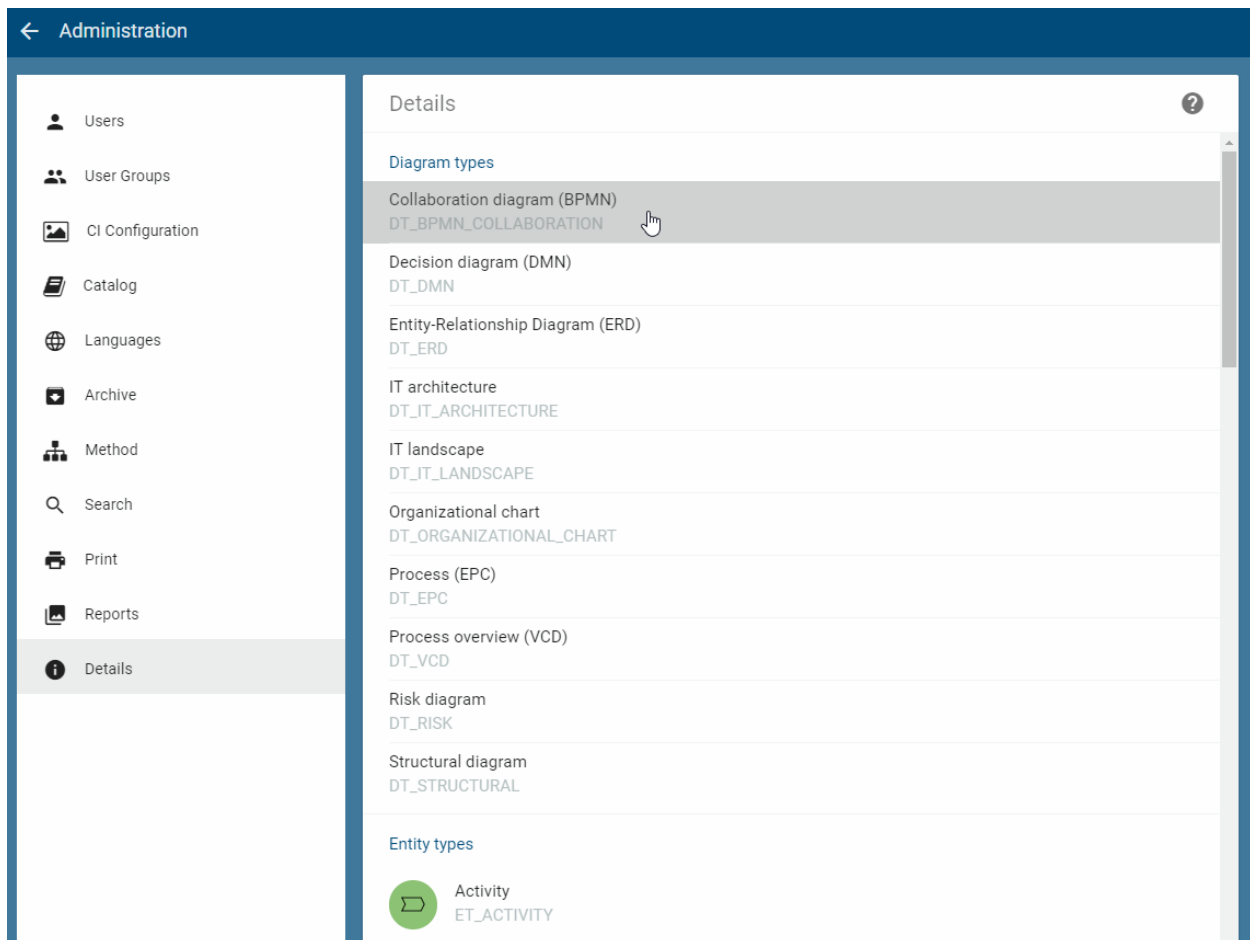 Administration
Users
User Groups
CI Configuration
Catalog
Languages
Archive
Method
Search
Print
Reports
Details
Details
Diagram types
Collaboration diagram (BPMN)
DT_BPMN_COLLABORATION
Decision diagram (DMN)
DT_DMN
Entity-Relationship Diagram (ERD)
DT_ERD
IT architecture
DT_IT_ARCHITECTURE
IT landscape
DT_IT_LANDSCAPE
Organizational chart
DT_ORGANIZATIONAL_CHART
Process (EPC)
DT_EPC
Process overview (VCD)
DT_VCD
Risk diagram
DT_RISK
Structural diagram
DT_STRUCTURAL
Entity types
Activity
ET_ACTIVITY